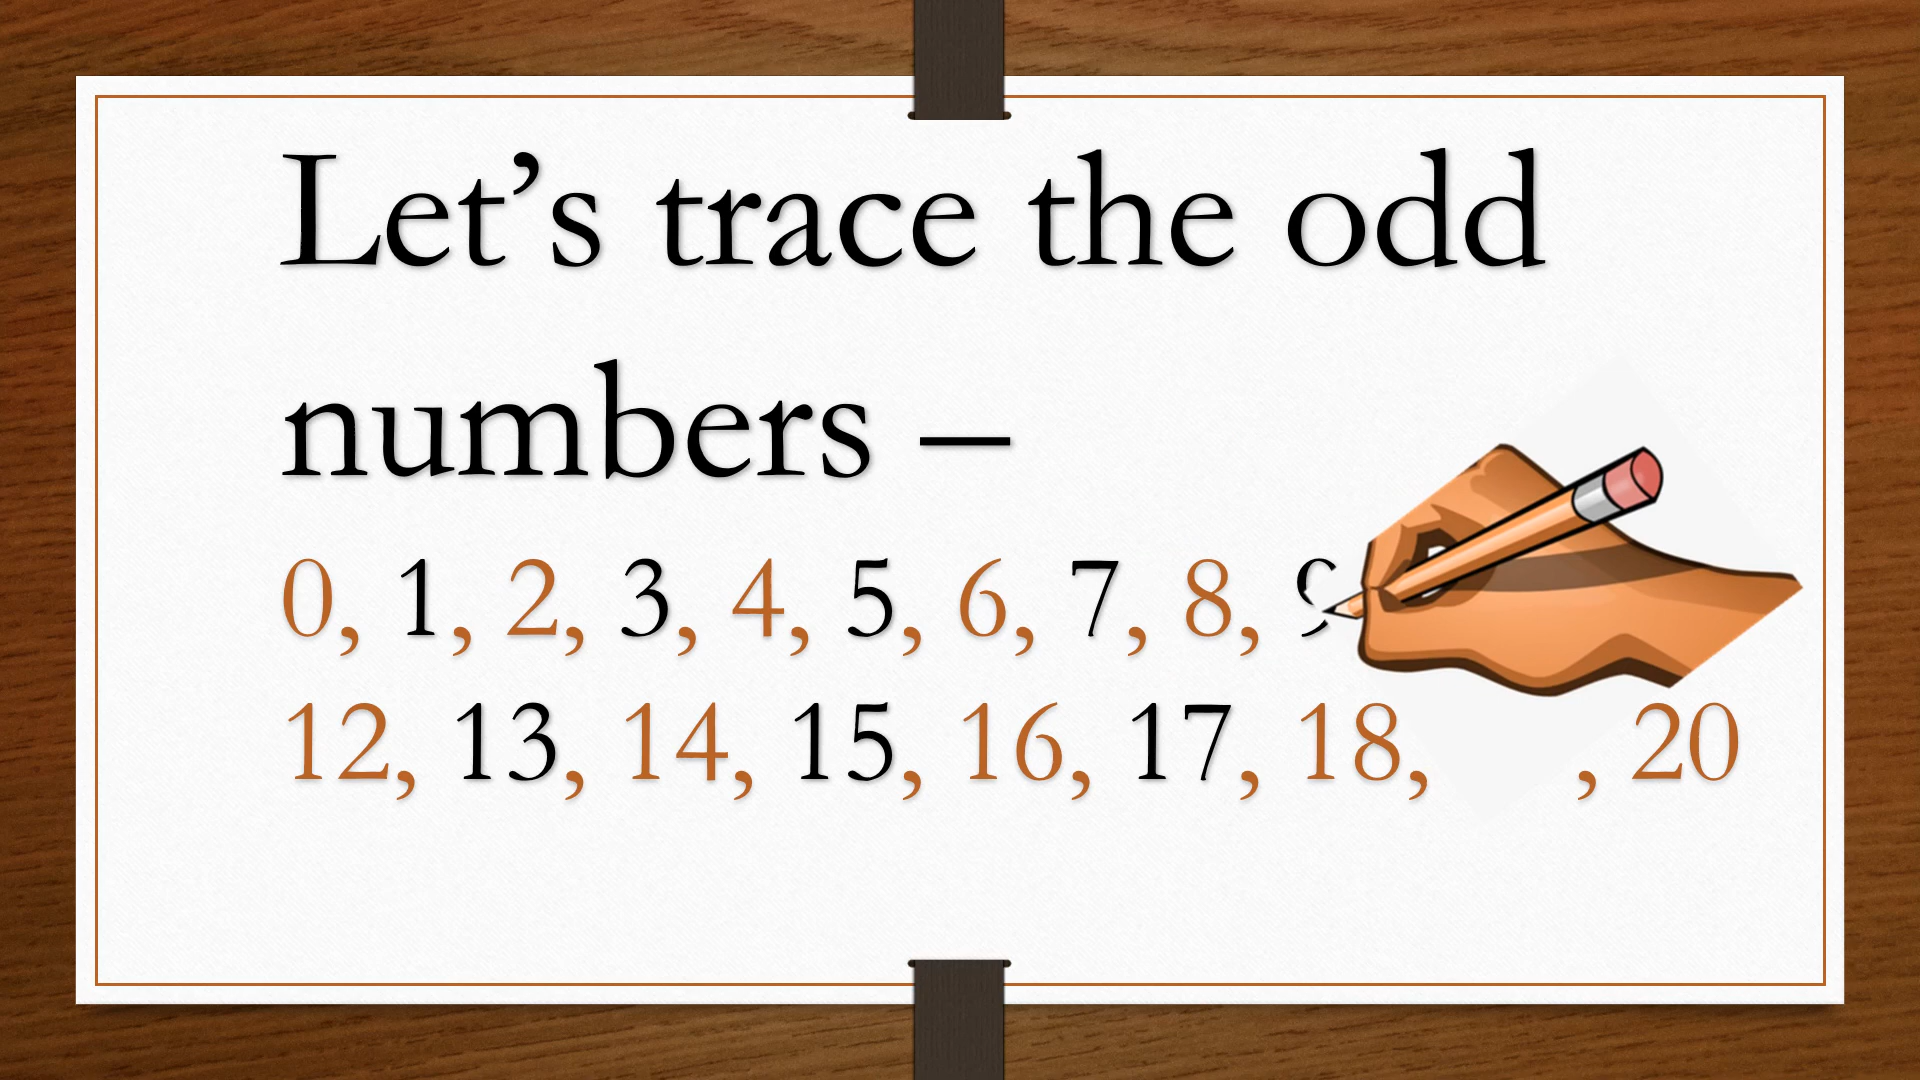 Let’s trace the odd
numbers –
0, 1, 2, 3, 4, 5, 6, 7, 8, 9
12, 13, 14, 15, 16, 17, 18, , 20